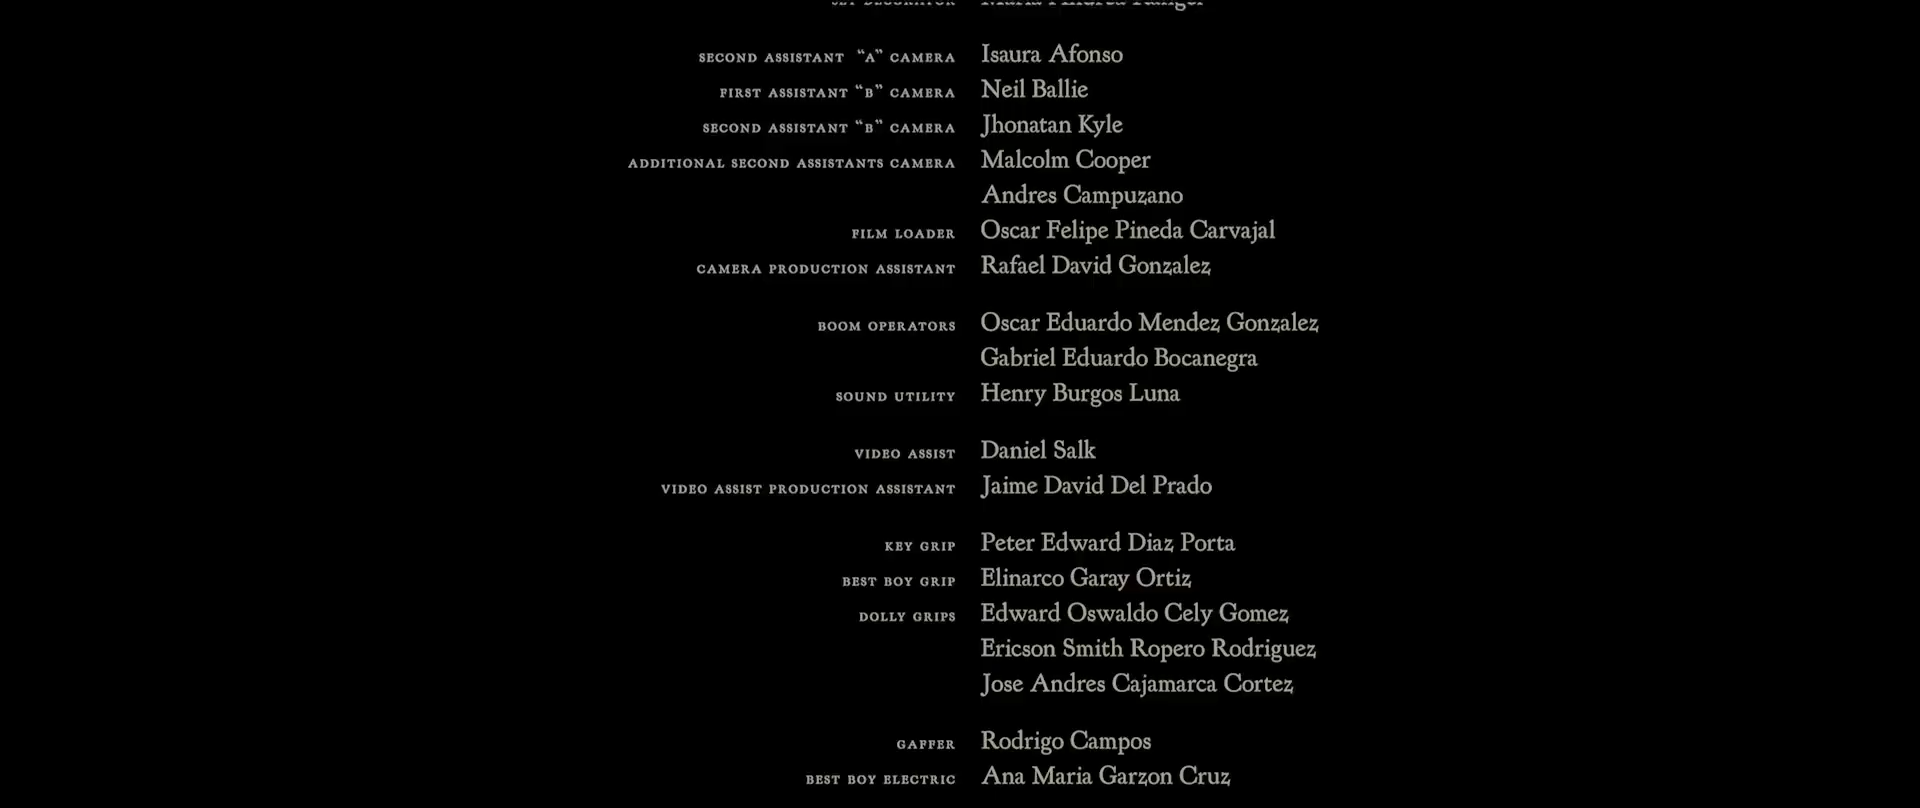 SECOND ASSISTANT "A" CAMERA Isaura Afonso
FIRST ASSISTANT "B" CAMERA Neil Ballie
SECOND ASSISTANT "B" CAMERA Jhonatan Kyle
ADDITIONAL SECOND ASSISTANTS CAMERA Malcolm Cooper
Andres Campuzano
FILM LOADER Oscar Felipe Pineda Carvajal
CAMERA PRODUCTION ASSISTANT Rafael David Gonzalez
BOOM OPERATORS Oscar Eduardo Mendez Gonzalez
Gabriel Eduardo Bocanegra
SOUND UTILITY Henry Burgos Luna
VIDEO ASSIST Daniel Salk
VIDEO ASSIST PRODUCTION ASSISTANT Jaime David Del Prado
KEY GRIP Peter Edward Diaz Porta
BEST BOY GRIP Elinarco Garay Ortiz
DOLLY GRIPS Edward Oswaldo Cely Gomez
Ericson Smith Ropero Rodriguez
Jose Andres Cajamarca Cortez
GAFFER Rodrigo Campos
BEST BOY ELECTRIC Ana Maria Garzon Cruz